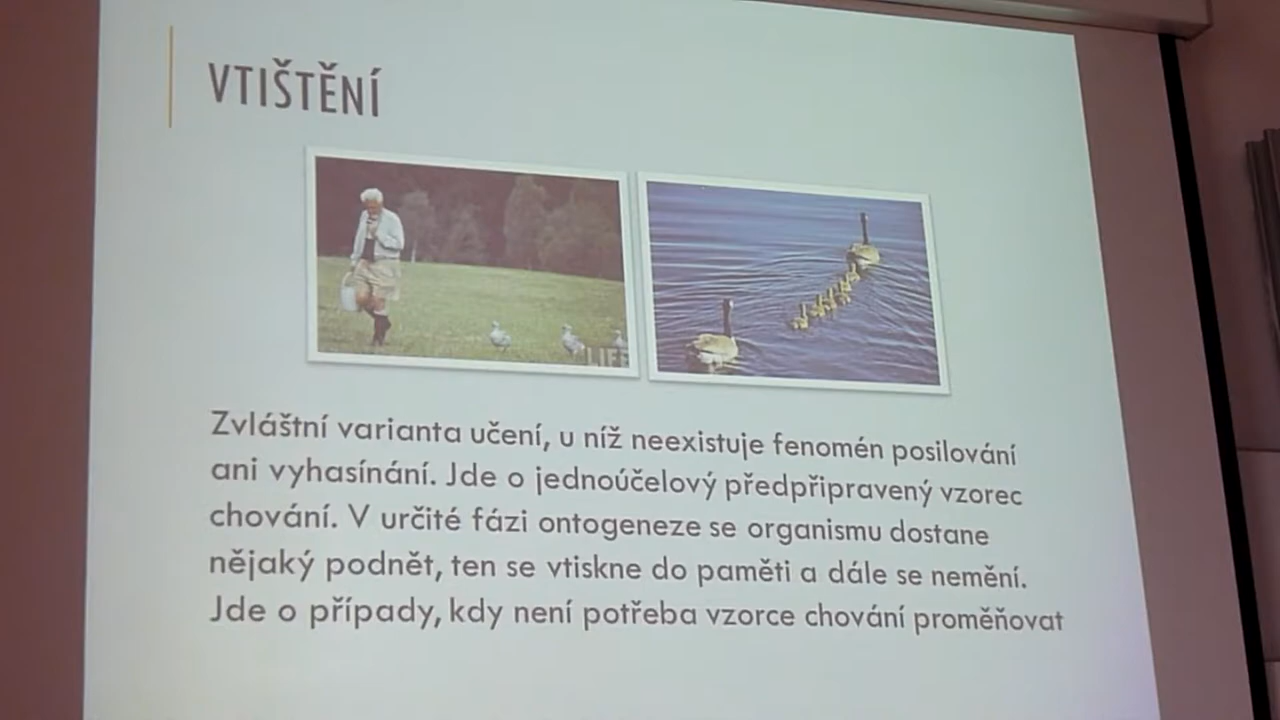 VTIŠTĚNÍ
LIFE
Zvláštní varianta učení, u níž neexistuje fenomén posilování
ani vyhasínání. Jde o jednoúčelový předpřipravený vzorec
chování. V určité fázi ontogeneze se organismu dostane
nějaký podnět, ten se vtiskne do paměti a dále se nemění.
Jde o případy, kdy není potřeba vzorce chování proměňovat